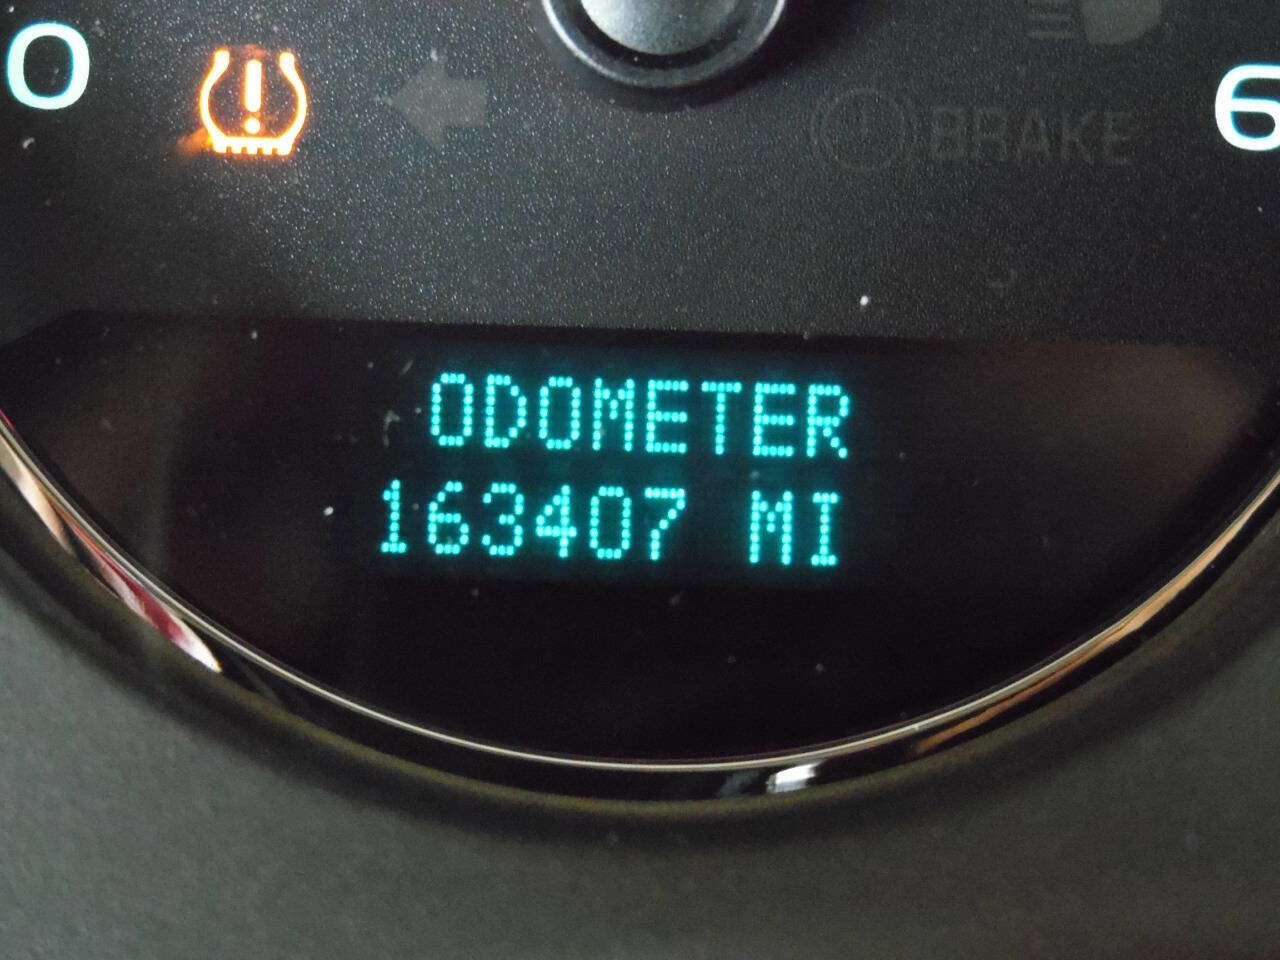 0
6
BRAKE
ODOMETER
163407 MI